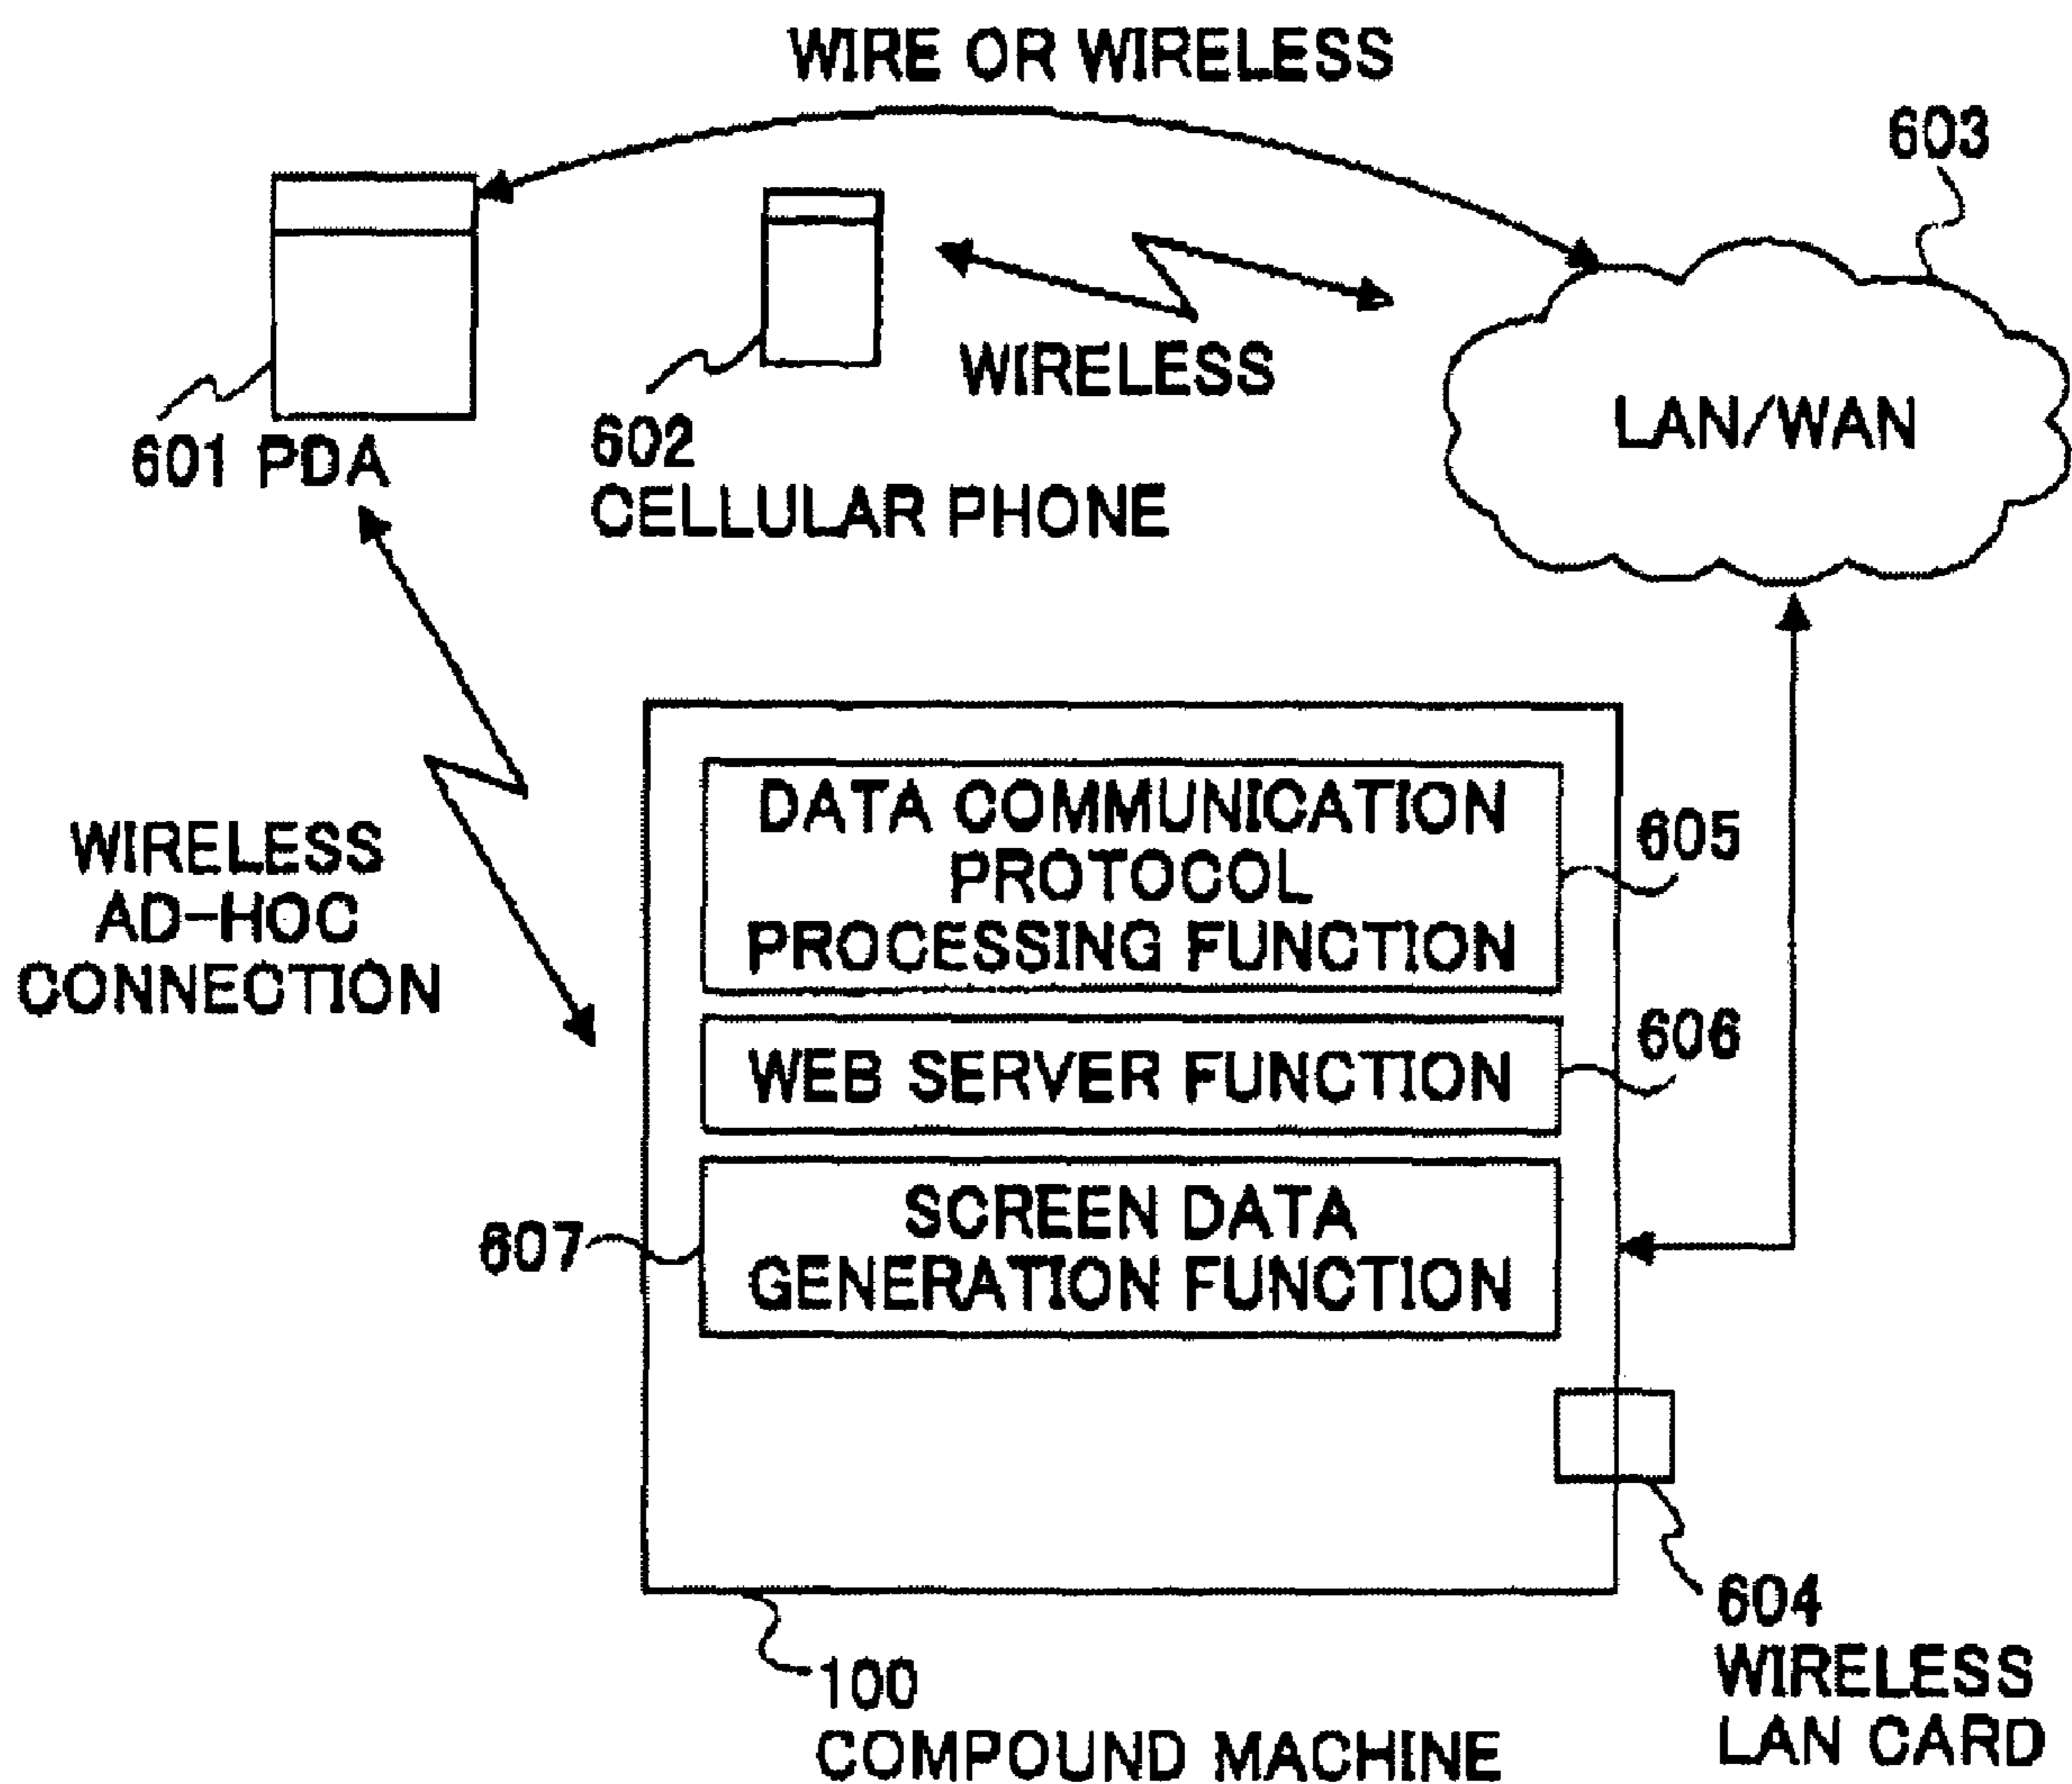 WIRE OR WIRELESS
603
WIRELESS
LAN/WAN
601 PDA
602
CELLULAR PHONE
WIRELESS
AD-HOC
CONNECTION
DATA COMMUNICATION
PROTOCOL
PROCESSING FUNCTION
605
WEB SERVER FUNCTION
606
SCREEN DATA
GENERATION FUNCTION
607
604
WIRELESS
LAN CARD
100
COMPOUND MACHINE